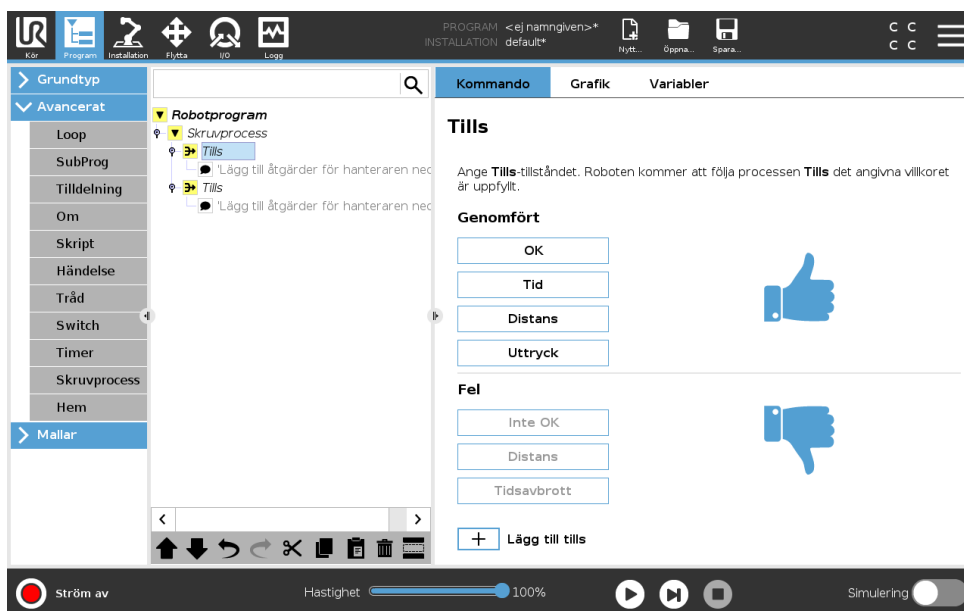 UR
Kör
Program
Installation
Flytta
I/O
Logg
PROGRAM <ej namngiven>*
INSTALLATION default*
Nytt...
Öppna...
Spara...
C C
C C
Grundtyp
Avancerat
Loop
SubProg
Tilldelning
Om
Skript
Händelse
Tråd
Switch
Timer
Skruvprocess
Hem
Mallar
Robotprogram
Skruvprocess
Tills
'Lägg till åtgärder för hanteraren ned
Tills
'Lägg till åtgärder för hanteraren ned
Kommando
Grafik
Variabler
Tills
Ange Tills-tillståndet. Roboten kommer att följa processen Tills det angivna villkoret
är uppfyllt.
Genomfört
OK
Tid
Distans
Uttryck
Fel
Inte OK
Distans
Tidsavbrott
+ Lägg till tills
Ström av
Hastighet
100%
Simulering